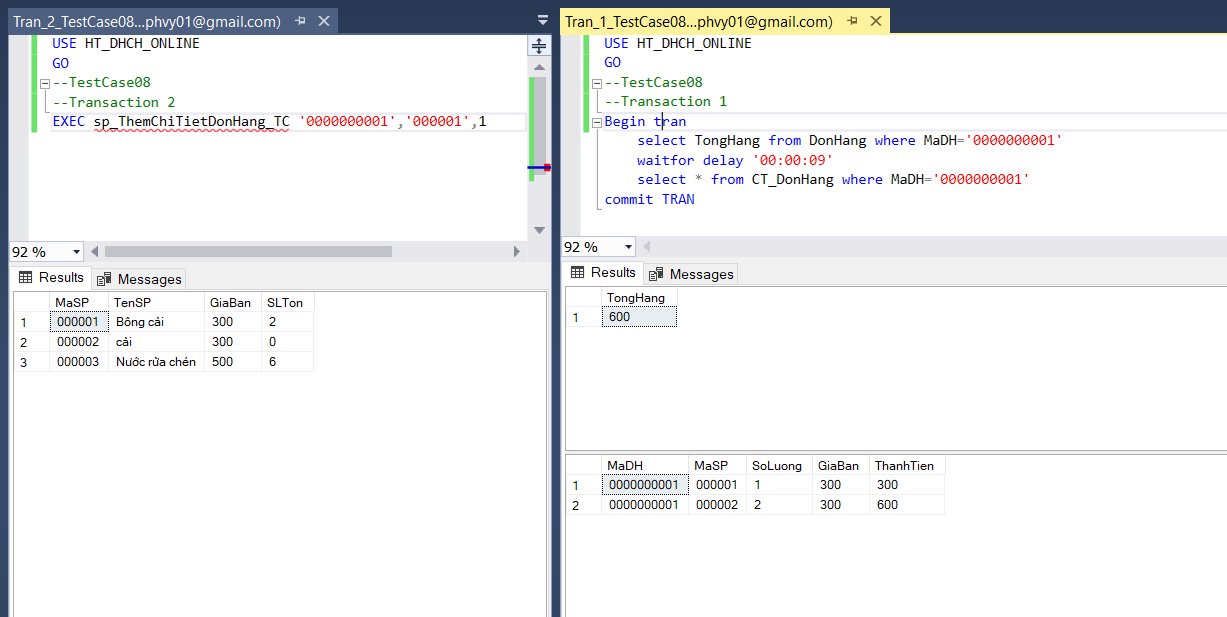 Tran_2_TestCase08...phvy01@gmail.com)
USE HT_DHCH_ONLINE
GO
--TestCase08
--Transaction 2
EXEC sp_ThemChiTietDonHang_TC '0000000001','000001',1
92 %
Results Messages
MaSP TenSP GiaBan SLTon
1 000001 Bông cải 300 2
2 000002 cải 300 0
3 000003 Nước rửa chén 500 6
Tran_1_TestCase08...phvy01@gmail.com)
USE HT_DHCH_ONLINE
GO
--TestCase08
--Transaction 1
Begin tran
select TongHang from DonHang where MaDH='0000000001'
waitfor delay '00:00:09'
select * from CT_DonHang where MaDH='0000000001'
commit TRAN
92 %
Results Messages
TongHang
1 600
MaDH MaSP SoLuong GiaBan ThanhTien
1 0000000001 000001 1 300 300
2 0000000001 000002 2 300 600